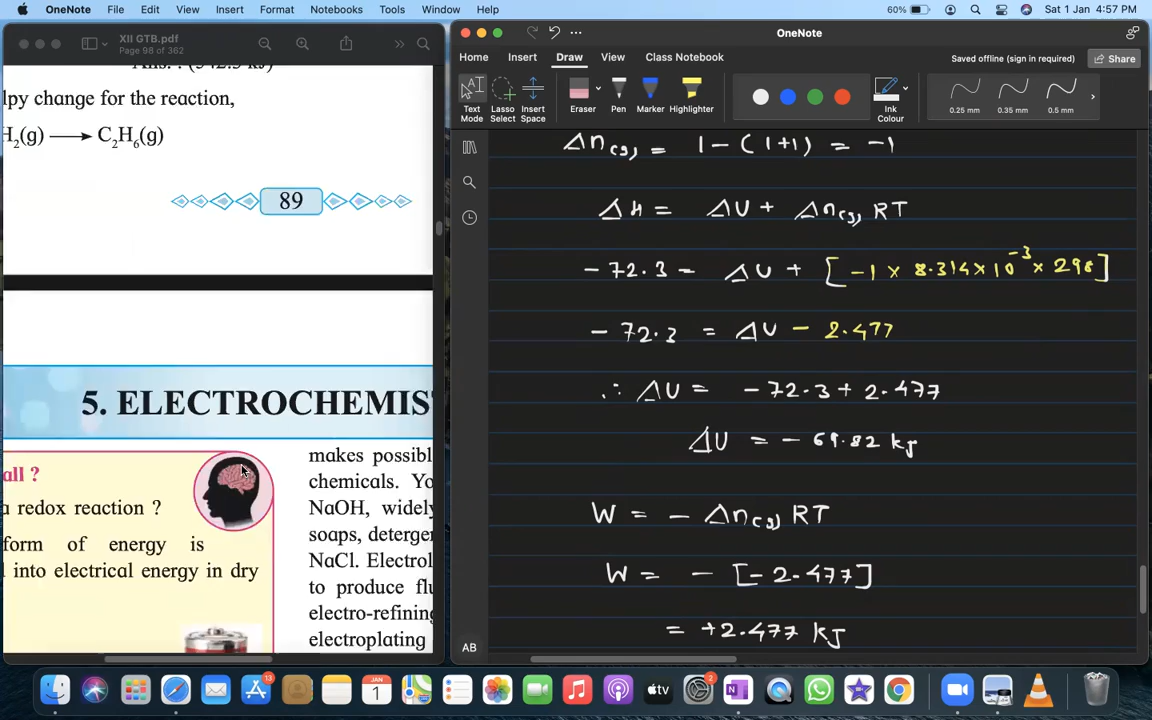 OneNote File Edit View Insert Format Notebooks Tools Window Help 60% Sat 1 Jan 4:57 PM
XII GTB.pdf
Page 98 of 362
lpy change for the reaction,
H₂(g) ⟶ C₂H₆(g)
89
5. ELECTROCHEMIS
all ?
a redox reaction ?
form of energy is
into electrical energy in dry
makes possibl
chemicals. Yo
NaOH, widely
soaps, deterger
NaCl. Electrol
to produce flu
electro-refining
electroplating
OneNote
Home Insert Draw View Class Notebook
Saved offline (sign in required) Share
Text Mode
Lasso Select
Insert Space
Eraser
Pen
Marker
Highlighter
Ink Colour
0.25 mm 0.35 mm 0.5 mm
Δn(g) = 1 - (1+1) = -1
ΔH = ΔU + Δn(g) RT
-72.3 = ΔU + [-1 × 8.314 × 10⁻³ × 298]
-72.3 = ΔU - 2.477
∴ ΔU = -72.3 + 2.477
ΔU = - 69.82 kJ
W = - Δn(g) RT
W = - [-2.477]
= +2.477 kJ
AB
13
JAN
1
2
tv